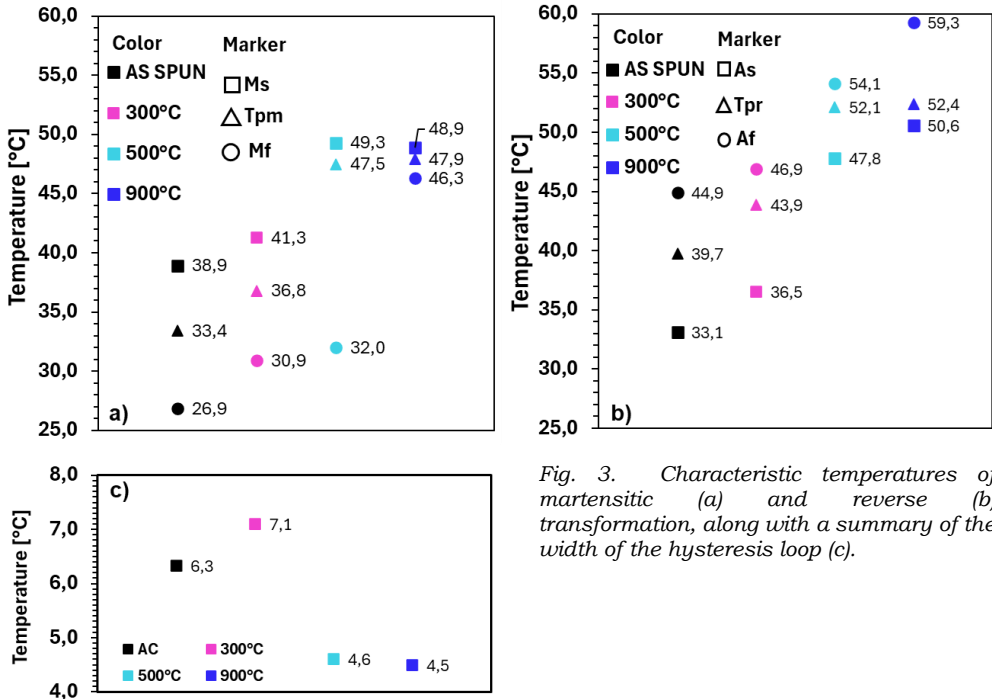 60,0
55,0
50,0
45,0
40,0
35,0
30,0
25,0
Temperature [°C]
Color
Marker
AS SPUN
300°C
500°C
900°C
Ms
Tpm
Mf
38,9
33,4
26,9
41,3
36,8
30,9
49,3
47,5
32,0
48,9
47,9
46,3
a)
60,0
55,0
50,0
45,0
40,0
35,0
30,0
25,0
Temperature [°C]
Color
Marker
AS SPUN
300°C
500°C
900°C
As
Tpr
Af
44,9
39,7
33,1
46,9
43,9
36,5
54,1
52,1
47,8
59,3
52,4
50,6
b)
8,0
7,0
6,0
5,0
4,0
Temperature [°C]
c)
6,3
7,1
4,6
4,5
AC
300°C
500°C
900°C
Fig. 3. Characteristic temperatures of
martensitic (a) and reverse (b)
transformation, along with a summary of the
width of the hysteresis loop (c).